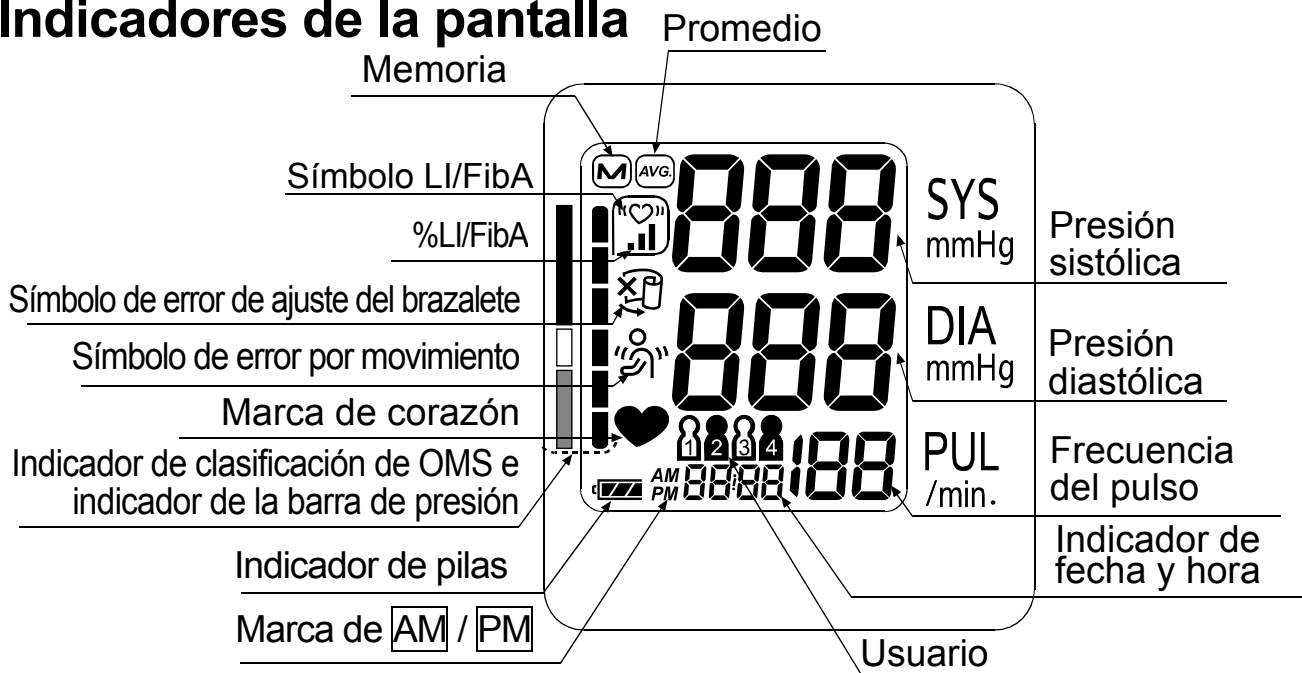 Indicadores de la pantalla
Promedio
Memoria
Símbolo LI/FibA
%LI/FibA
Símbolo de error de ajuste del brazalete
Símbolo de error por movimiento
Marca de corazón
Indicador de clasificación de OMS e
indicador de la barra de presión
Indicador de pilas
Marca de AM / PM
M AVG.
888
SYS
mmHg
888
DIA
mmHg
1 2 3 4
AM
PM
88:88
188
PUL
/min.
Presión
sistólica
Presión
diastólica
Frecuencia
del pulso
Indicador de
fecha y hora
Usuario